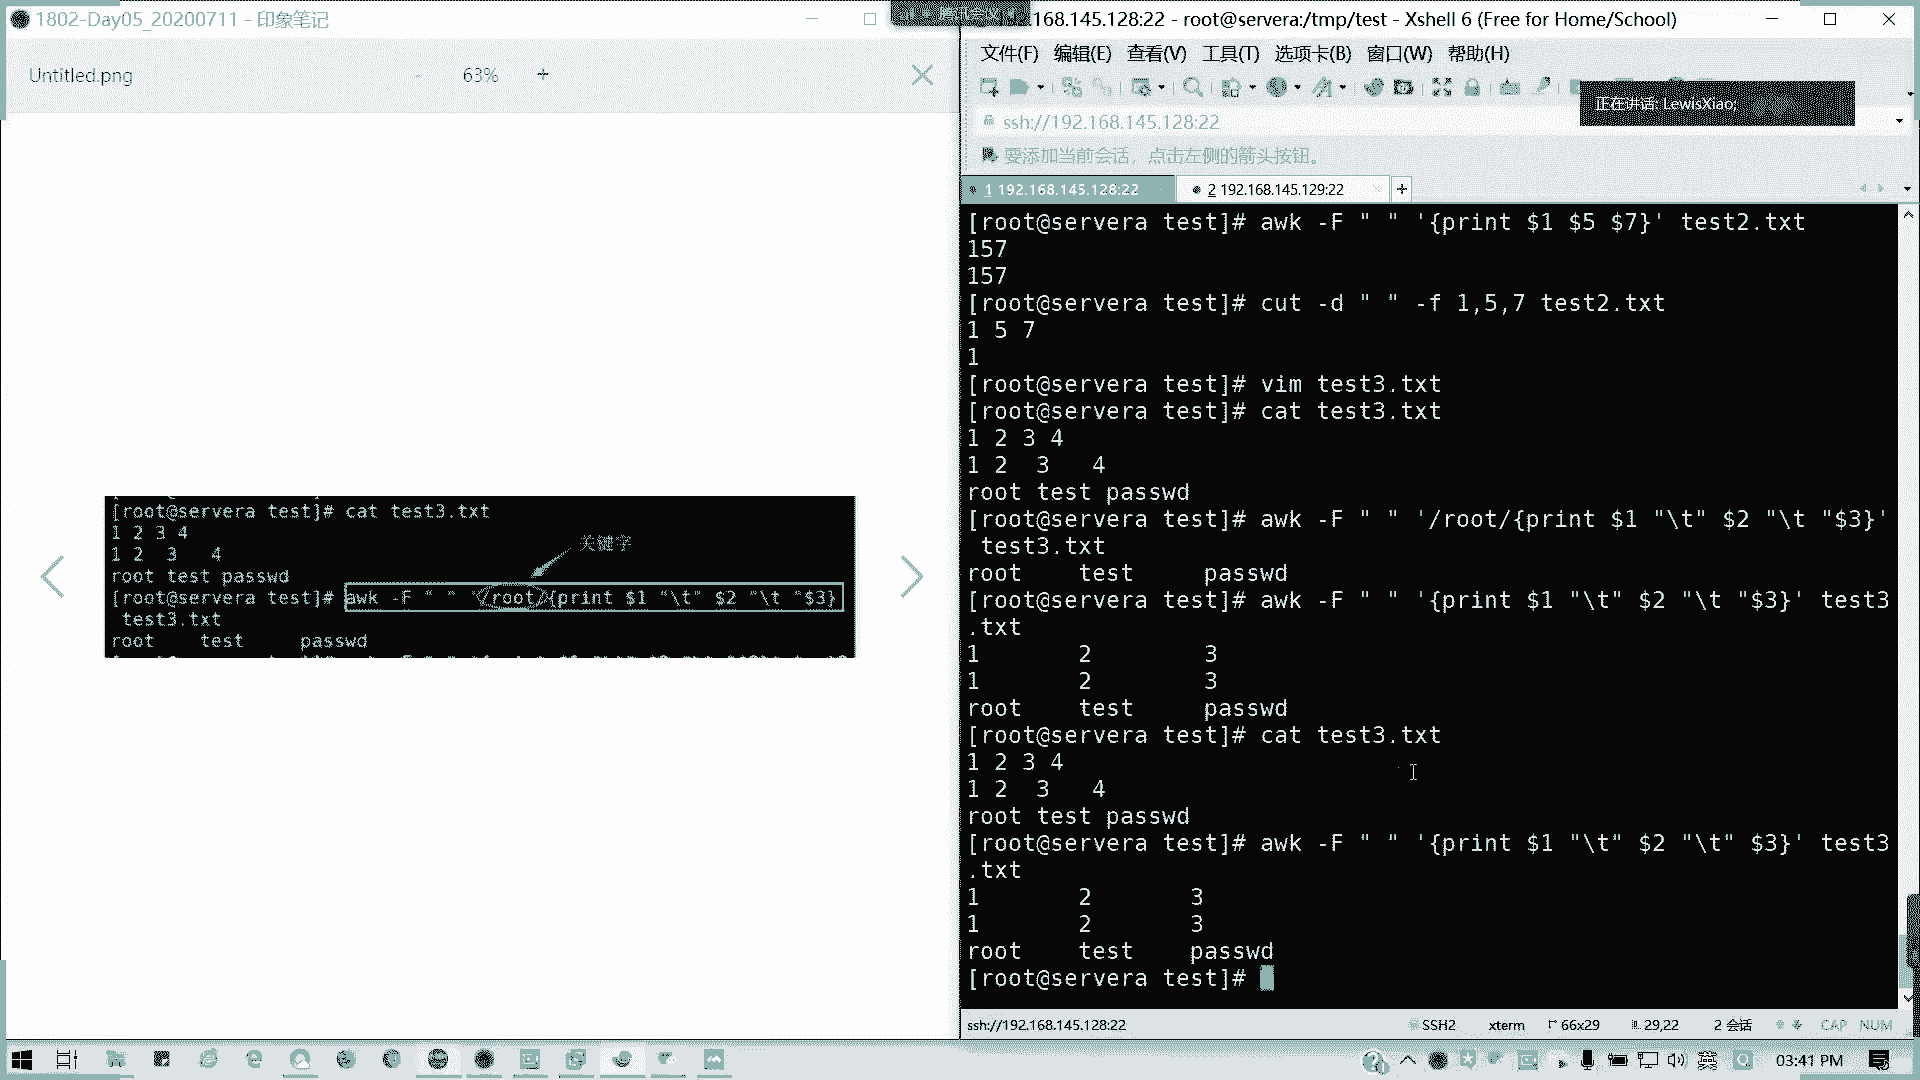 1802-Day05_20200711 - 印象笔记
Untitled.png
63%
[root@servera test]# cat test3.txt
1 2 3 4
1 2  3   4
root test passwd
关键字
[root@servera test]# awk -F " " '/root/{print $1 "\t" $2 "\t "$3}
 test3.txt
root    test     passwd
腾讯会议
168.145.128:22 - root@servera:/tmp/test - Xshell 6 (Free for Home/School)
文件(F) 编辑(E) 查看(V) 工具(T) 选项卡(B) 窗口(W) 帮助(H)
正在讲话: LewisXiao;
ssh://192.168.145.128:22
要添加当前会话，点击左侧的箭头按钮。
1 192.168.145.128:22
2 192.168.145.129:22
[root@servera test]# awk -F " " '{print $1 $5 $7}' test2.txt
157
157
[root@servera test]# cut -d " " -f 1,5,7 test2.txt
1 5 7
1
[root@servera test]# vim test3.txt
[root@servera test]# cat test3.txt
1 2 3 4
1 2  3   4
root test passwd
[root@servera test]# awk -F " " '/root/{print $1 "\t" $2 "\t "$3}'
 test3.txt
root    test     passwd
[root@servera test]# awk -F " " '{print $1 "\t" $2 "\t "$3}' test3
.txt
1       2        3
1       2        3
root    test     passwd
[root@servera test]# cat test3.txt
1 2 3 4
1 2  3   4
root test passwd
[root@servera test]# awk -F " " '{print $1 "\t" $2 "\t" $3}' test3
.txt
1       2       3
1       2       3
root    test    passwd
[root@servera test]#
ssh://192.168.145.128:22
SSH2
xterm
66x29
29,22
2 会话
CAP NUM
英
03:41 PM